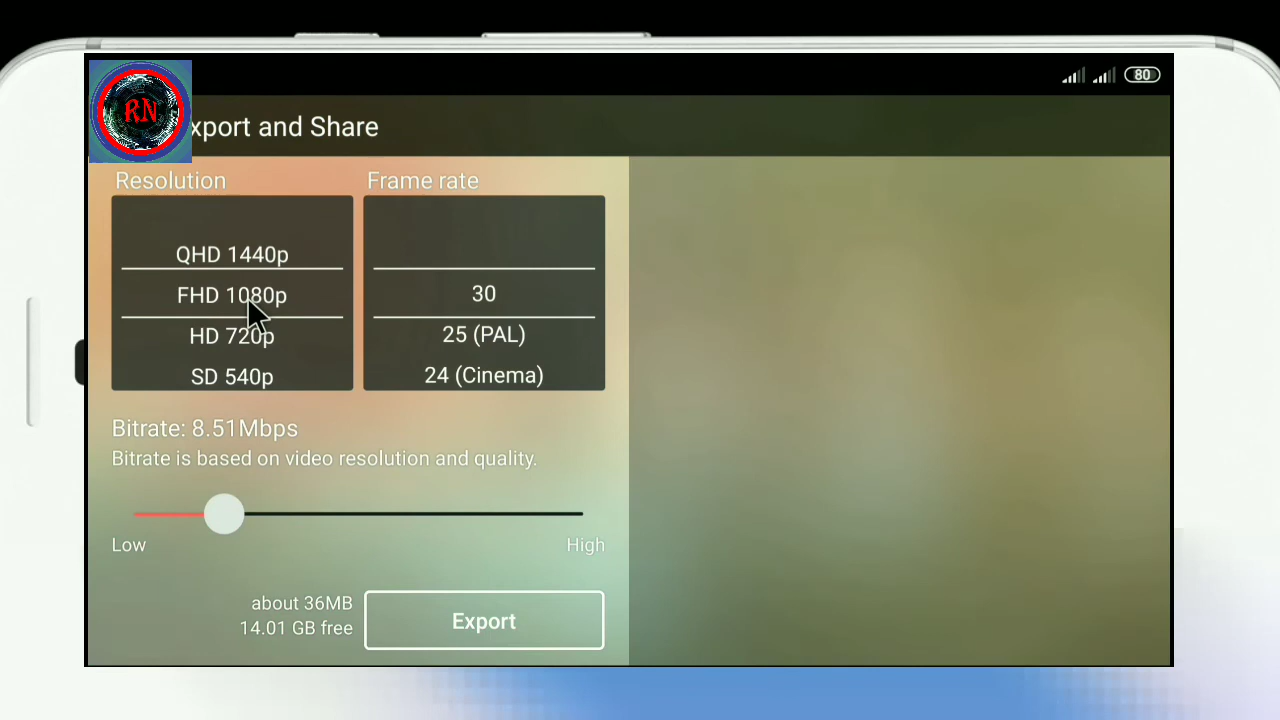 80
RN
xport and Share
Resolution
Frame rate
QHD 1440p
FHD 1080p
HD 720p
SD 540p
30
25 (PAL)
24 (Cinema)
Bitrate: 8.51Mbps
Bitrate is based on video resolution and quality.
Low
High
about 36MB
14.01 GB free
Export